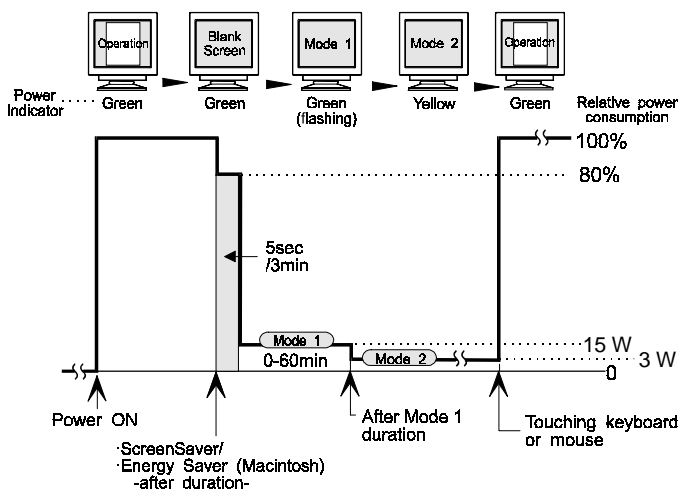 Operation
Blank
Screen
Mode 1
Mode 2
Operation
Power
Indicator
Green
Green
Green
(flashing)
Yellow
Green
Relative power
consumption
100%
80%
5sec
/3min
Mode 1
0-60min
Mode 2
15 W
3 W
0
Power ON
·ScreenSaver/
·Energy Saver (Macintosh)
-after duration-
After Mode 1
duration
Touching keyboard
or mouse